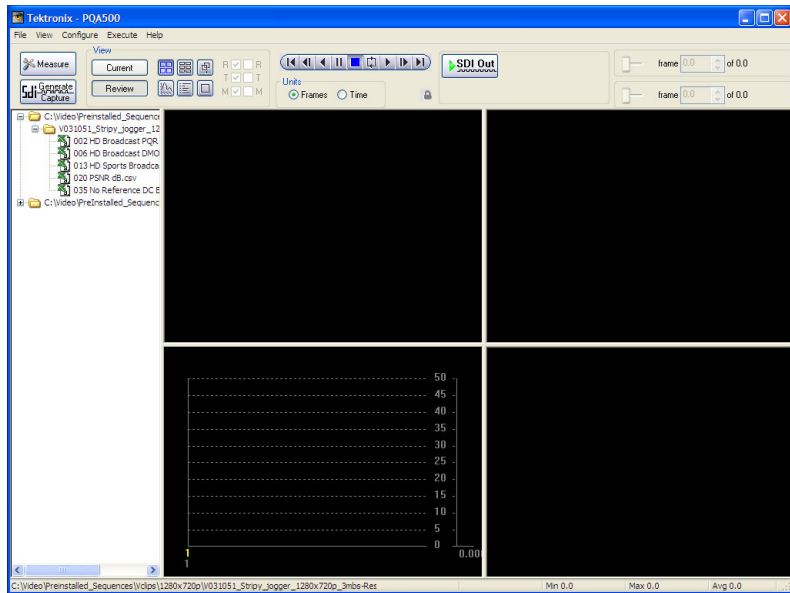 Tektronix - PQA500
File View Configure Execute Help
Measure
View
Current
Review
Sdi Generate
Capture
R R
T T
M M
Units
Frames Time
SDI Out
frame 0.0 of 0.0
frame 0.0 of 0.0
C:\Video\Preinstalled_Sequence
V031051_Stripy_jogger_12
002 HD Broadcast PQR
006 HD Broadcast DMO
013 HD Sports Broadca
020 PSNR dB.csv
035 No Reference DC E
C:\Video\PreInstalled_Sequenc
50
45
40
35
30
25
20
15
10
5
0
0.00
1
1
C:\Video\Preinstalled_Sequences\Vclips\1280x720p\V031051_Stripy_jogger_1280x720p_3mbs-Res
Min 0.0 Max 0.0 Avg 0.0